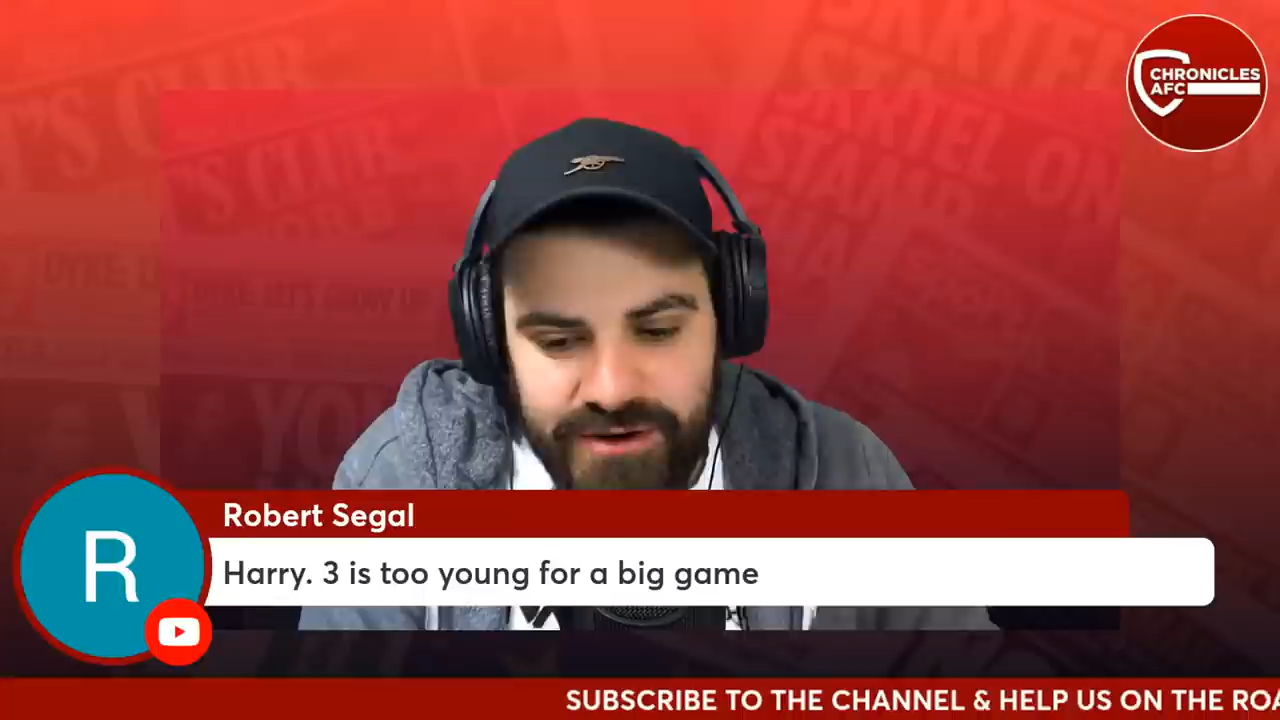 CHRONICLES
AFC
Robert Segal
R
Harry. 3 is too young for a big game
SUBSCRIBE TO THE CHANNEL & HELP US ON THE ROA